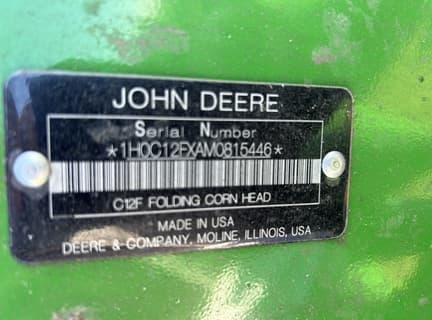 JOHN DEERE
Serial Number
*1H0C12FXAM0815446*
C12F FOLDING CORN HEAD
MADE IN USA
DEERE & COMPANY, MOLINE, ILLINOIS, USA